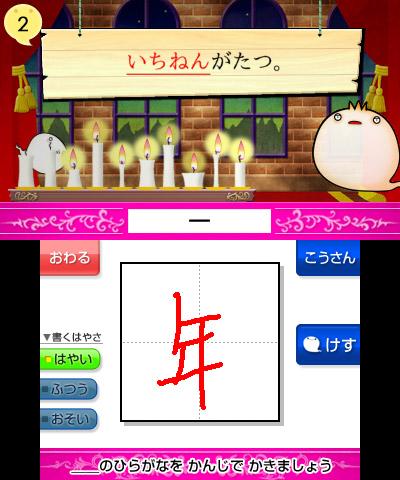 2
いちねんがたつ。
一
おわる
こうさん
▼書くはやさ
はやい
けす
ふつう
おそい
年
___のひらがなを かんじで かきましょう